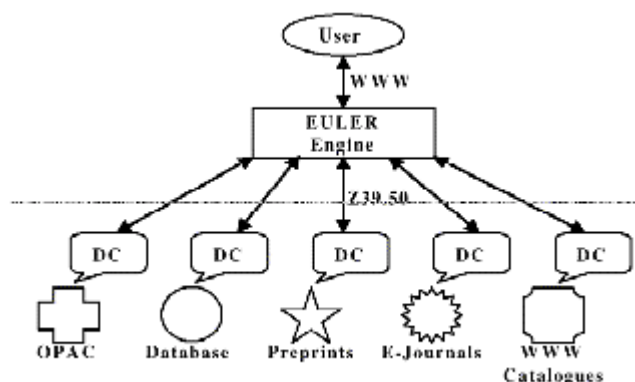 User
WWW
EULER
Engine
Z39.50
DC DC DC DC DC
OPAC Database Preprints E-Journals WWW
Catalogues